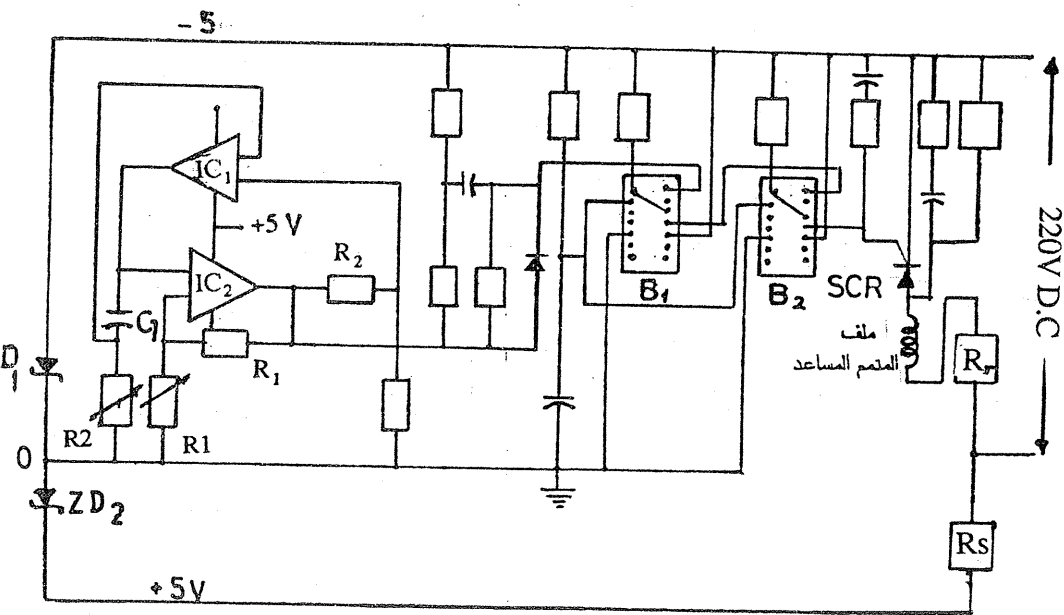 - 5
IC₁
+5 V
IC₂
R₂
C₁
R₁
D₁
R2
R1
0
ZD₂
+5V
B₁
B₂
SCR
ملف
المتمم المساعد
Rᵣ
Rs
220V D.C